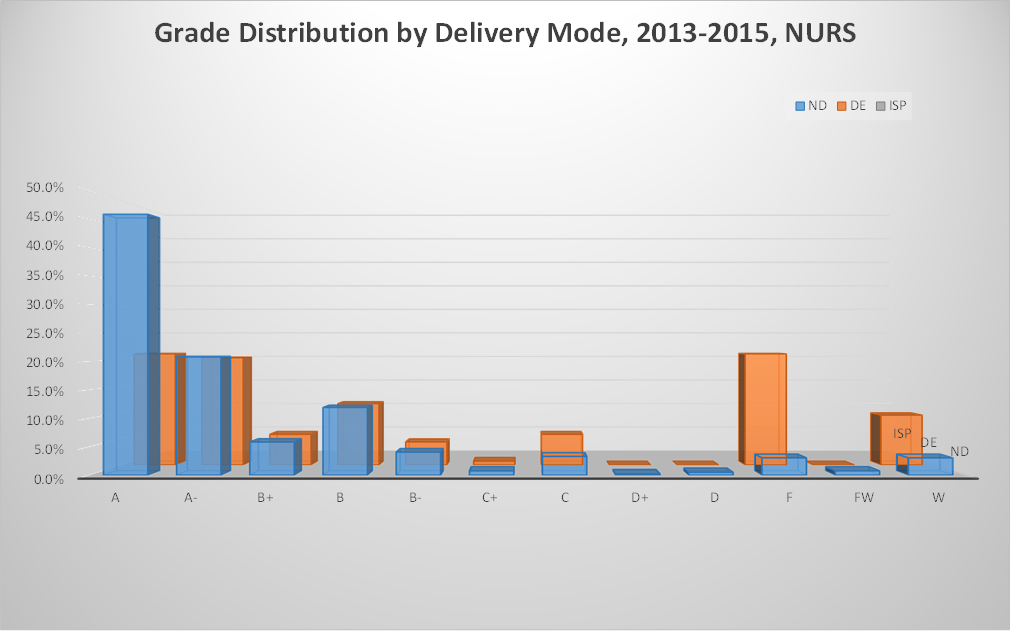 Grade Distribution by Delivery Mode, 2013-2015, NURS
ND DE ISP
50.0%
45.0%
40.0%
35.0%
30.0%
25.0%
20.0%
15.0%
10.0%
5.0%
0.0%
ISP
DE
ND
A A- B+ B B- C+ C D+ D F FW W